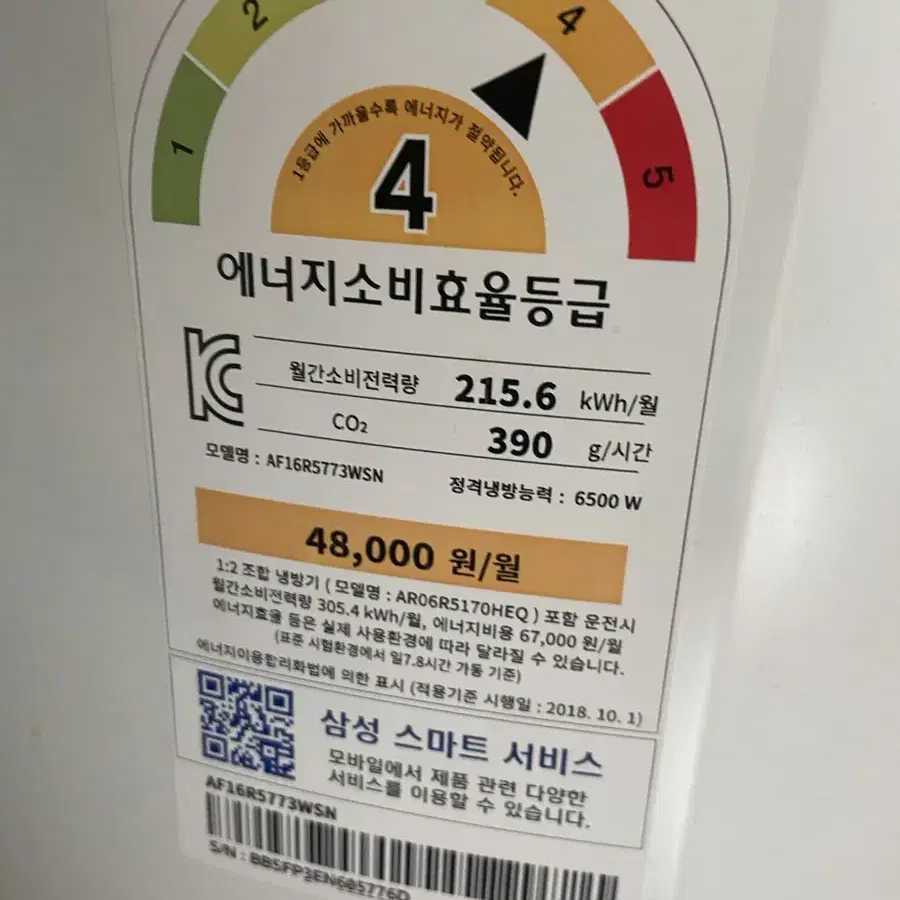 2
4
1
5
1등급에 가까울수록 에너지가 절약됩니다.
4
에너지소비효율등급
월간소비전력량 215.6 kWh/월
CO₂ 390 g/시간
모델명 : AF16R5773WSN
정격냉방능력 : 6500 W
48,000 원/월
1:2 조합 냉방기 ( 모델명 : AR06R5170HEQ ) 포함 운전시
월간소비전력량 305.4 kWh/월, 에너지비용 67,000 원/월
에너지효율 등은 실제 사용환경에 따라 달라질 수 있습니다.
(표준 시험환경에서 일7.8시간 가동 기준)
에너지이용합리화법에 의한 표시 (적용기준 시행일 : 2018. 10. 1)
삼성 스마트 서비스
모바일에서 제품 관련 다양한
서비스를 이용할 수 있습니다.
AF16R5773WSN
S/N : BB5FP3EN605776D